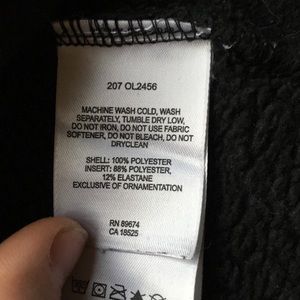 207 OL2456
MACHINE WASH COLD, WASH
SEPARATELY, TUMBLE DRY LOW,
DO NOT IRON, DO NOT USE FABRIC
SOFTENER, DO NOT BLEACH, DO NOT
DRYCLEAN
SHELL: 100% POLYESTER
INSERT: 88% POLYESTER,
12% ELASTANE
EXCLUSIVE OF ORNAMENTATION
RN 89674
CA 18525